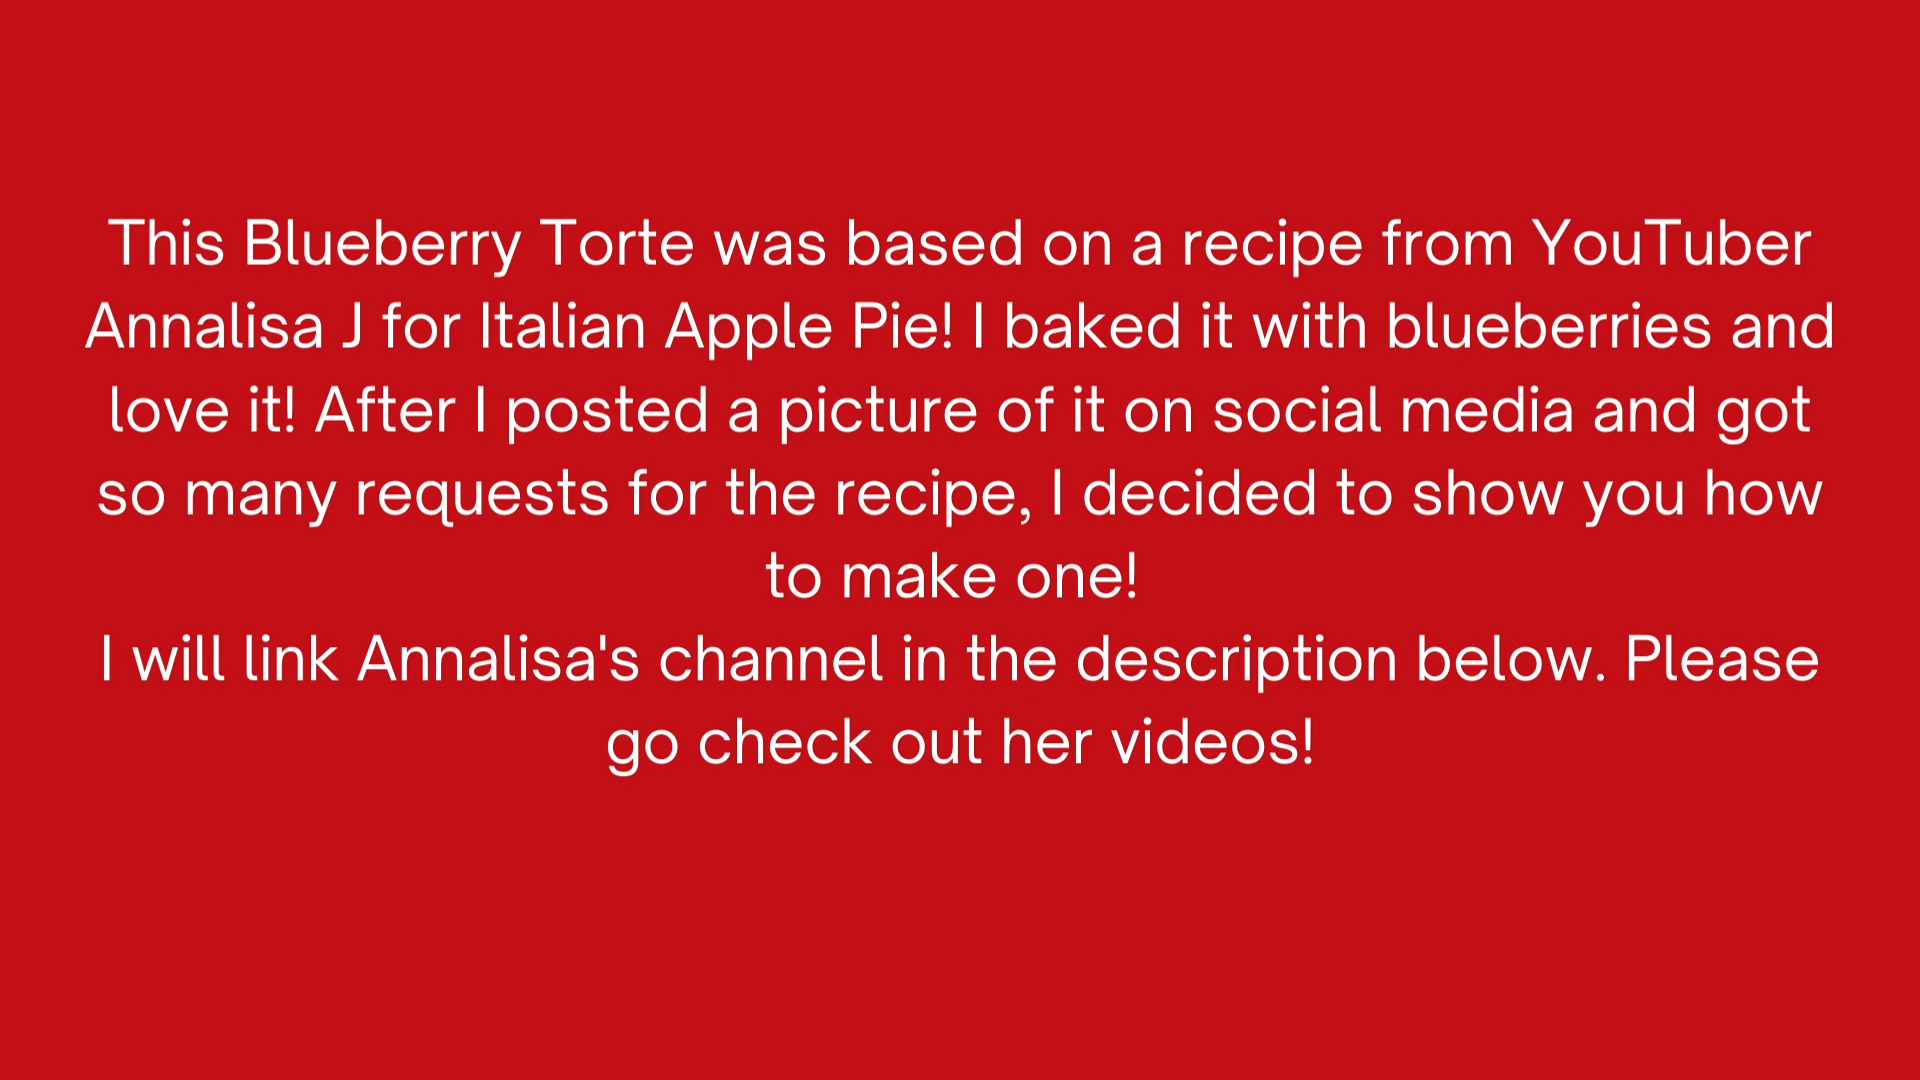 This Blueberry Torte was based on a recipe from YouTuber
Annalisa J for Italian Apple Pie! I baked it with blueberries and
love it! After I posted a picture of it on social media and got
so many requests for the recipe, I decided to show you how
to make one!
I will link Annalisa's channel in the description below. Please
go check out her videos!